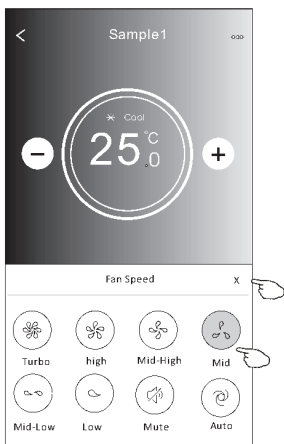 Sample1
Cool
25.0°C
Fan Speed X
Turbo high Mid-High Mid
Mid-Low Low Mute Auto